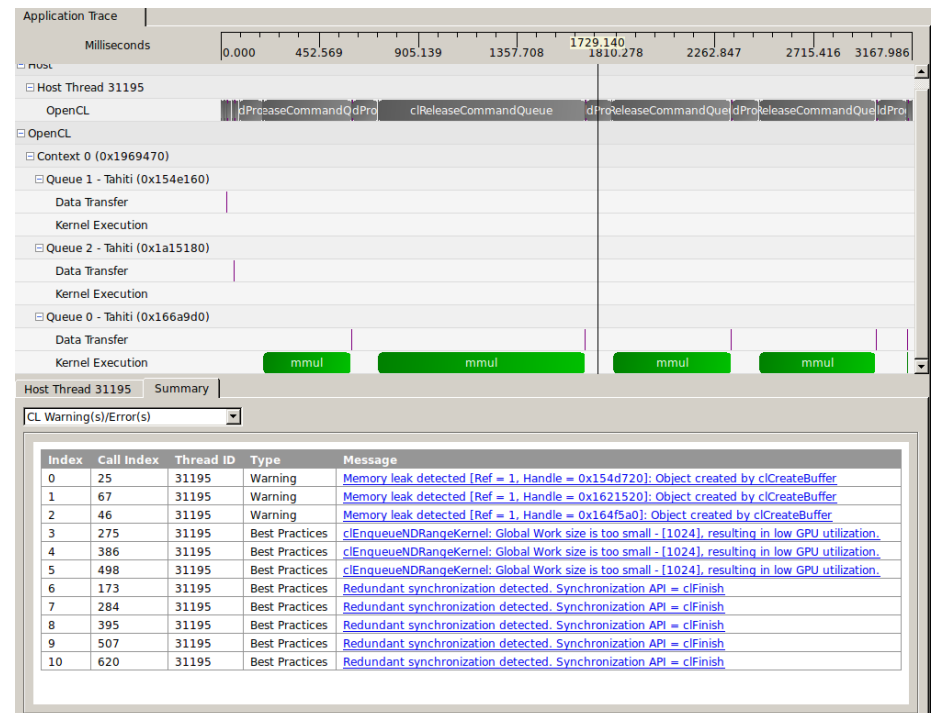 Application Trace
Milliseconds
0.000 452.569 905.139 1357.708 1729.140 1810.278 2262.847 2715.416 3167.986
Host
Host Thread 31195
OpenCL dPro easeCommandQ dPro clReleaseCommandQueue dPro ReleaseCommandQue dPro ReleaseCommandQue ldPro
OpenCL
Context 0 (0x1969470)
Queue 1 - Tahiti (0x154e160)
Data Transfer
Kernel Execution
Queue 2 - Tahiti (0x1a15180)
Data Transfer
Kernel Execution
Queue 0 - Tahiti (0x166a9d0)
Data Transfer
Kernel Execution mmul mmul mmul mmul
Host Thread 31195 Summary
CL Warning(s)/Error(s)
Index Call Index Thread ID Type Message
0 25 31195 Warning Memory leak detected [Ref = 1, Handle = 0x154d720]: Object created by clCreateBuffer
1 67 31195 Warning Memory leak detected [Ref = 1, Handle = 0x1621520]: Object created by clCreateBuffer
2 46 31195 Warning Memory leak detected [Ref = 1, Handle = 0x164f5a0]: Object created by clCreateBuffer
3 275 31195 Best Practices clEnqueueNDRangeKernel: Global Work size is too small - [1024], resulting in low GPU utilization.
4 386 31195 Best Practices clEnqueueNDRangeKernel: Global Work size is too small - [1024], resulting in low GPU utilization.
5 498 31195 Best Practices clEnqueueNDRangeKernel: Global Work size is too small - [1024], resulting in low GPU utilization.
6 173 31195 Best Practices Redundant synchronization detected. Synchronization API = clFinish
7 284 31195 Best Practices Redundant synchronization detected. Synchronization API = clFinish
8 395 31195 Best Practices Redundant synchronization detected. Synchronization API = clFinish
9 507 31195 Best Practices Redundant synchronization detected. Synchronization API = clFinish
10 620 31195 Best Practices Redundant synchronization detected. Synchronization API = clFinish